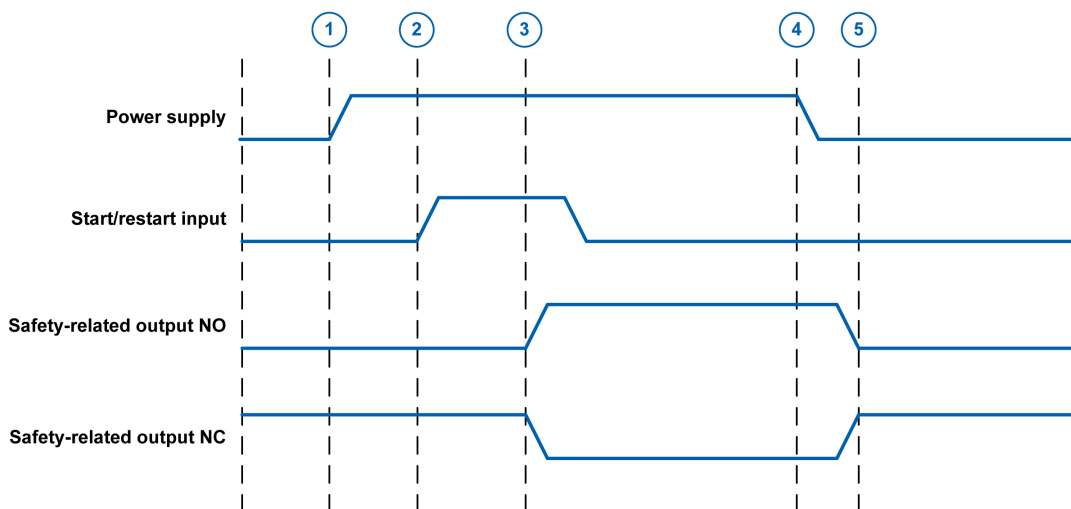 1 2 3 4 5
Power supply
Start/restart input
Safety-related output NO
Safety-related output NC